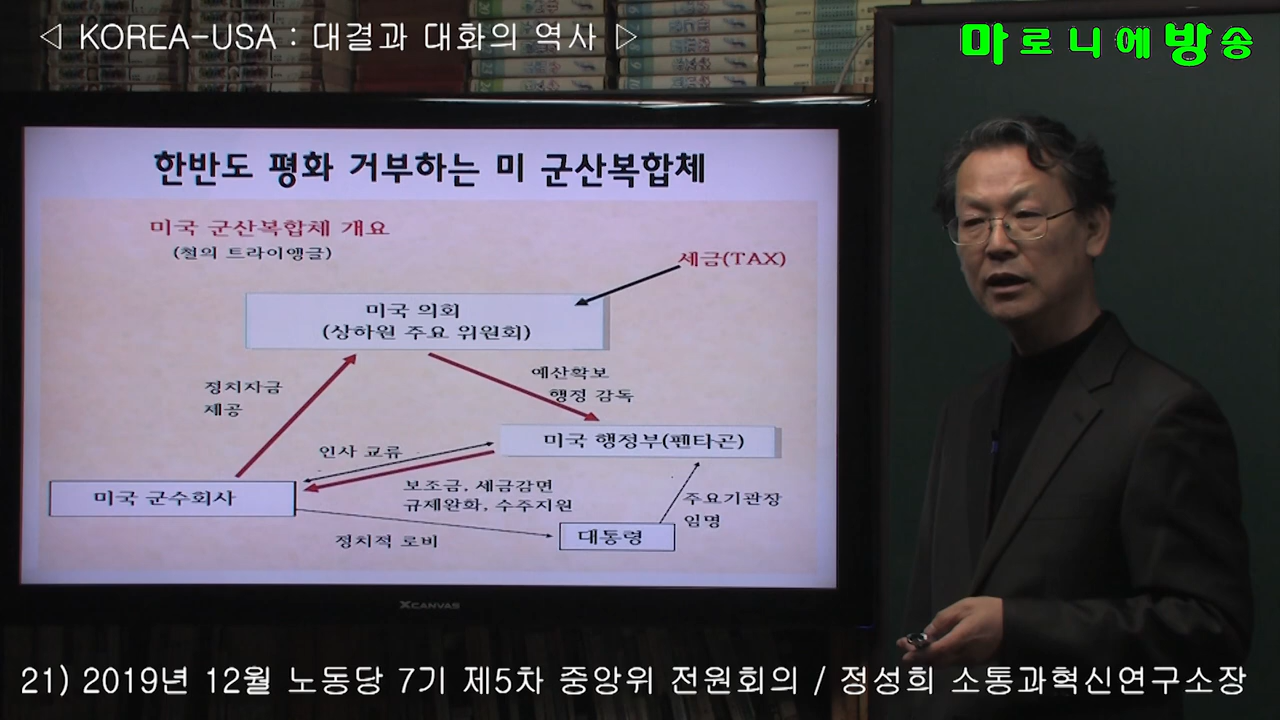 ◁ KOREA-USA : 대결과 대화의 역사 ▷
마로니에방송
한반도 평화 거부하는 미 군산복합체
미국 군산복합체 개요
(철의 트라이앵글)
세금(TAX)
미국 의회
(상하원 주요 위원회)
정치자금
제공
예산확보
행정 감독
미국 행정부(펜타곤)
인사 교류
미국 군수회사
보조금, 세금감면
규제완화, 수주지원
주요기관장
임명
대통령
정치적 로비
XCANVAS
21) 2019년 12월 노동당 7기 제5차 중앙위 전원회의 / 정성희 소통과혁신연구소장